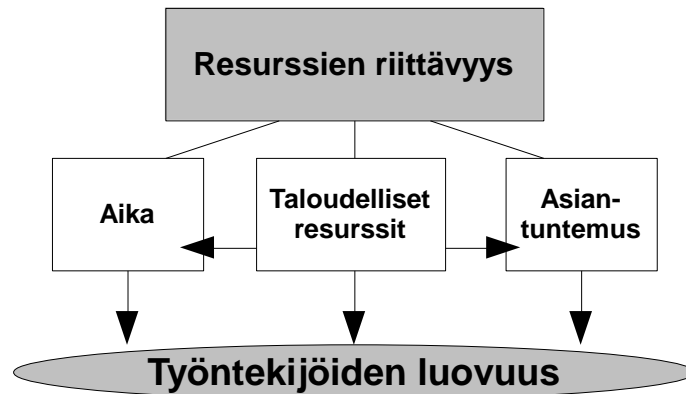 Resurssien riittävyys
Aika
Taloudelliset
resurssit
Asian-
tuntemus
Työntekijöiden luovuus